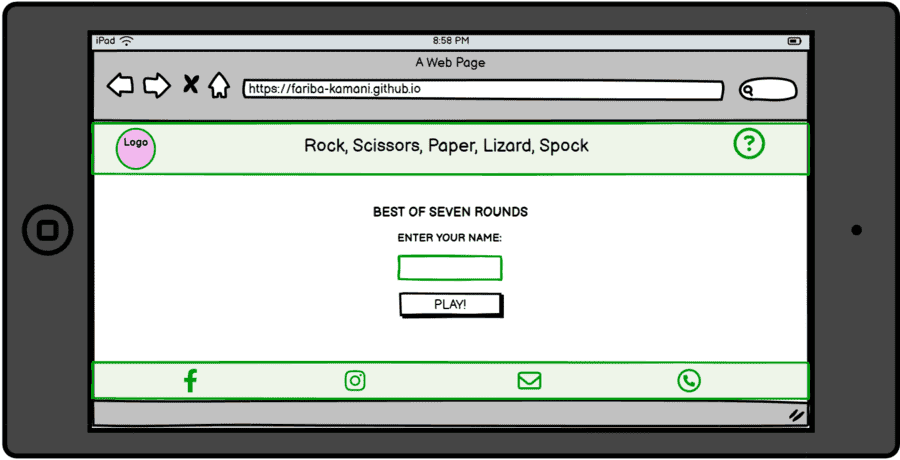 iPad 8:58 PM
A Web Page
https://fariba-kamani.github.io
Logo Rock, Scissors, Paper, Lizard, Spock ?
BEST OF SEVEN ROUNDS
ENTER YOUR NAME:
PLAY!